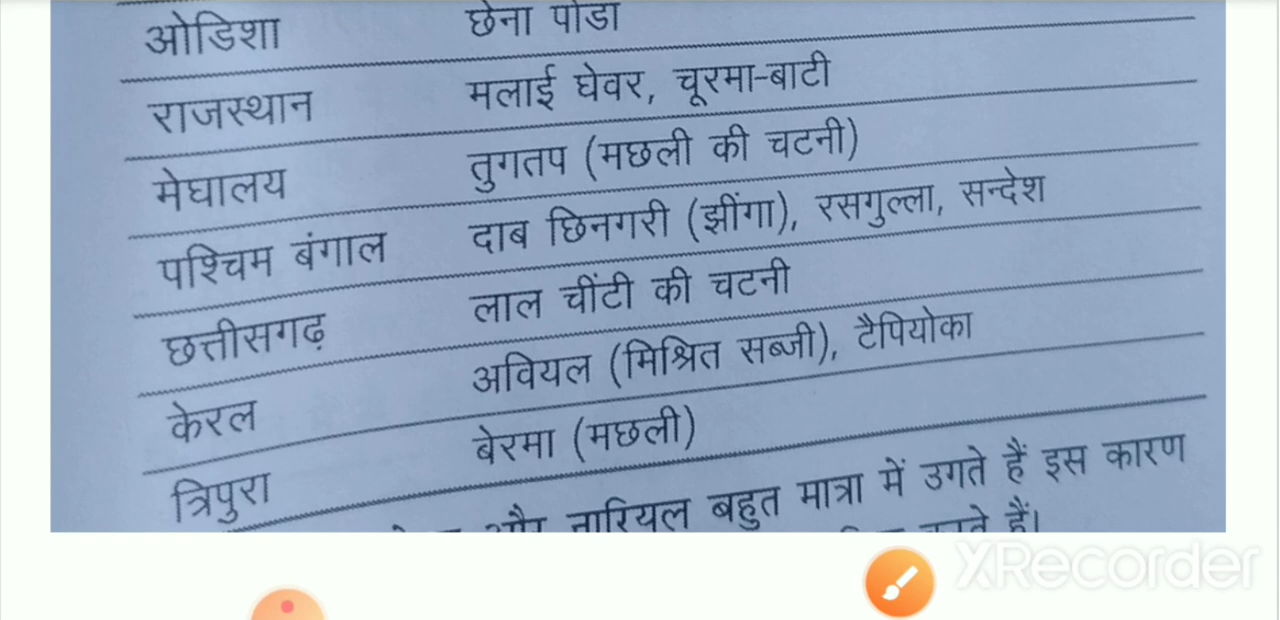 ओडिशा छेना पोडा
राजस्थान मलाई घेवर, चूरमा-बाटी
मेघालय तुगतप (मछली की चटनी)
पश्चिम बंगाल दाब छिनगरी (झींगा), रसगुल्ला, सन्देश
छत्तीसगढ़ लाल चींटी की चटनी
केरल अवियल (मिश्रित सब्जी), टैपियोका
त्रिपुरा बेरमा (मछली)
और नारियल बहुत मात्रा में उगते हैं इस कारण
हैं।
XRecorder